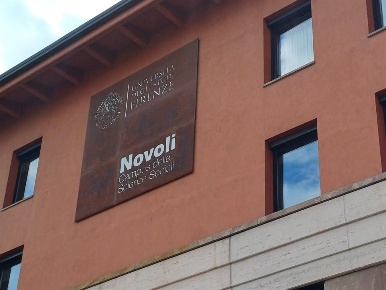 UNIVERSITÀ
DEGLI STUDI
FIRENZE
Novoli
Campus delle
Scienze Sociali